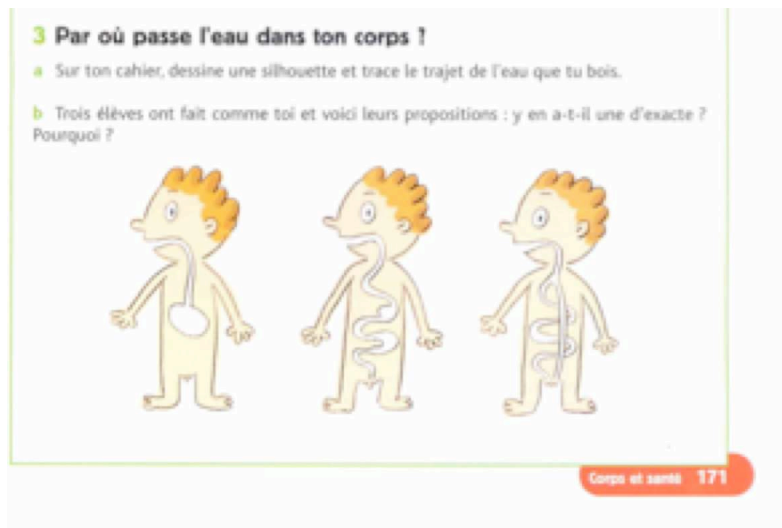 3 Par où passe l'eau dans ton corps ?
a Sur ton cahier, dessine une silhouette et trace le trajet de l'eau que tu bois.
b Trois élèves ont fait comme toi et voici leurs propositions : y en a-t-il une d'exacte ?
Pourquoi ?
Corps et santé 171